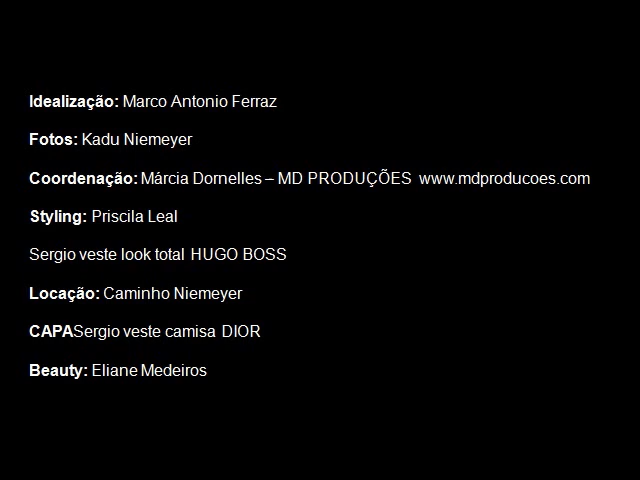 Idealização: Marco Antonio Ferraz
Fotos: Kadu Niemeyer
Coordenação: Márcia Dornelles – MD PRODUÇÕES www.mdproducoes.com
Styling: Priscila Leal
Sergio veste look total HUGO BOSS
Locação: Caminho Niemeyer
CAPASergio veste camisa DIOR
Beauty: Eliane Medeiros